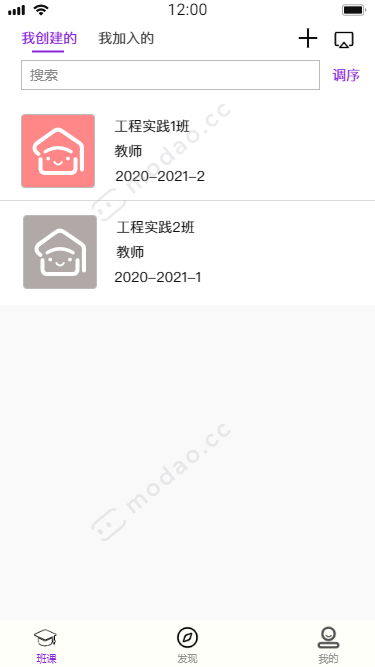 12:00
我创建的 我加入的
搜索 调序
工程实践1班
教师
2020-2021-2
工程实践2班
教师
2020-2021-1
modao.cc
modao.cc
班课 发现 我的